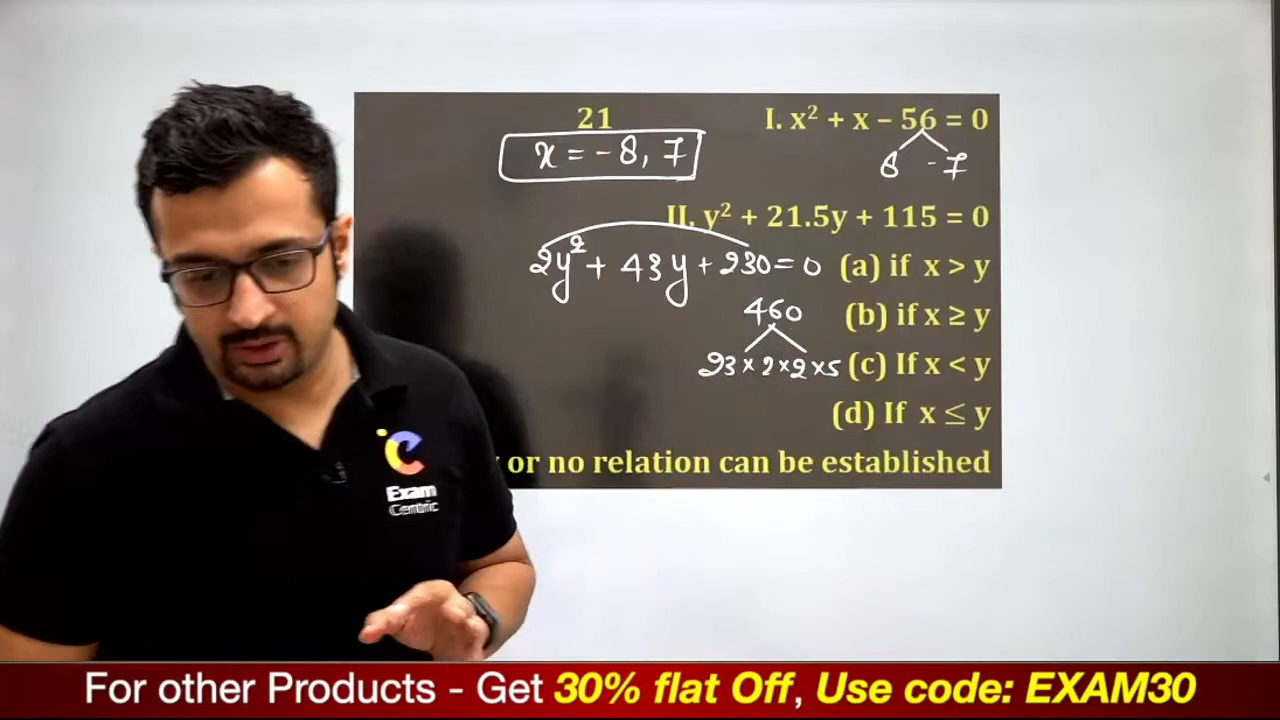 21
I. x² + x – 56 = 0
x = -8, 7
8 -7
II. y² + 21.5y + 115 = 0
2y² + 43y + 230 = 0
(a) if x > y
460
(b) if x ≥ y
23 × 2 × 2 × 5
(c) If x < y
(d) If x ≤ y
or no relation can be established
Exam
Centric
For other Products - Get 30% flat Off, Use code: EXAM30